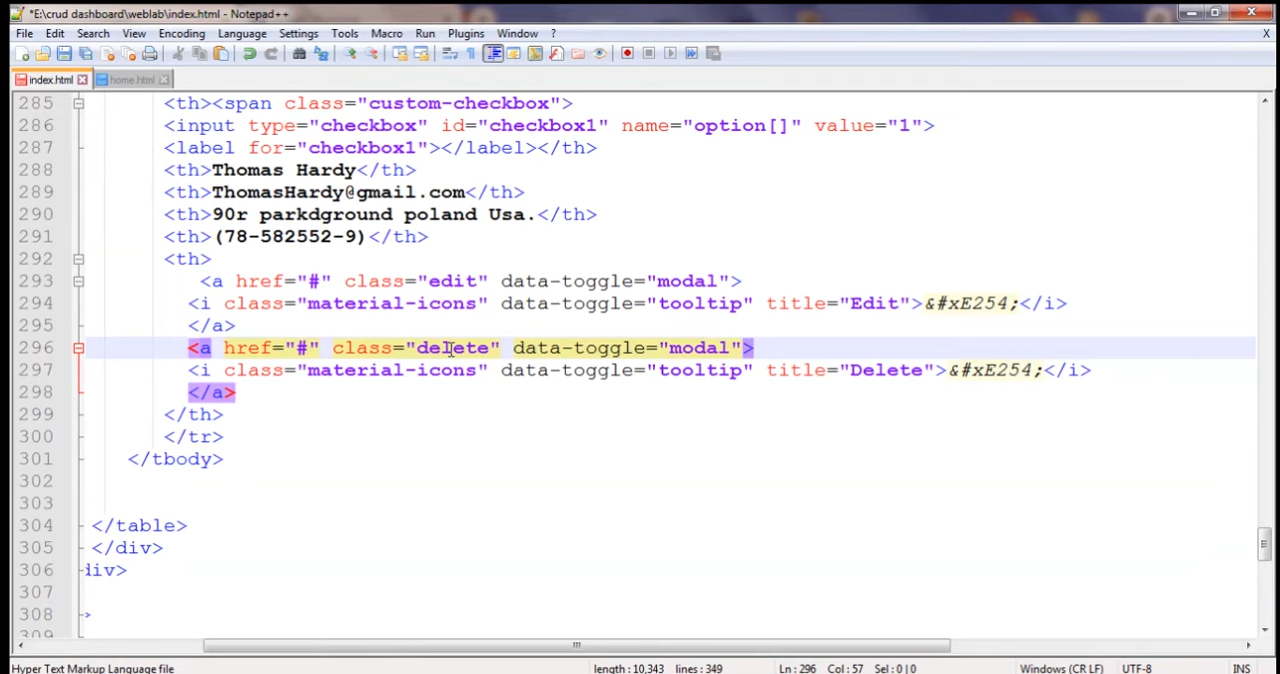 *E:\crud dashboard\weblab\index.html - Notepad++
File Edit Search View Encoding Language Settings Tools Macro Run Plugins Window ? X
index.html home.html
285 <th><span class="custom-checkbox">
286 <input type="checkbox" id="checkbox1" name="option[]" value="1">
287 <label for="checkbox1"></label></th>
288 <th>Thomas Hardy</th>
289 <th>ThomasHardy@gmail.com</th>
290 <th>90r parkdground poland Usa.</th>
291 <th>(78-582552-9)</th>
292 <th>
293 <a href="#" class="edit" data-toggle="modal">
294 <i class="material-icons" data-toggle="tooltip" title="Edit">&#xE254;</i>
295 </a>
296 <a href="#" class="delete" data-toggle="modal">
297 <i class="material-icons" data-toggle="tooltip" title="Delete">&#xE254;</i>
298 </a>
299 </th>
300 </tr>
301 </tbody>
302
303
304 </table>
305 </div>
306 div>
307
308 >
309
Hyper Text Markup Language file length : 10,343 lines : 349 Ln : 296 Col : 57 Sel : 0 | 0 Windows (CR LF) UTF-8 INS